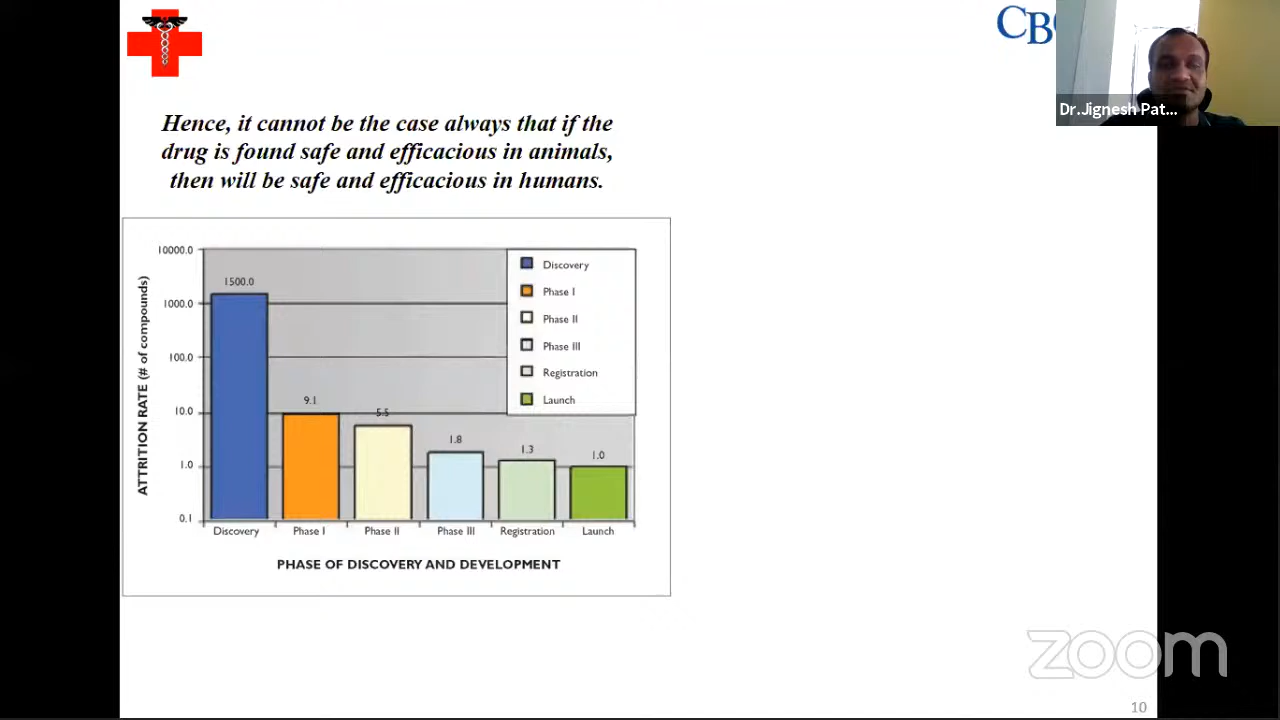 CB
Dr.Jignesh Pat...
Hence, it cannot be the case always that if the
drug is found safe and efficacious in animals,
then will be safe and efficacious in humans.
ATTRITION RATE (# of compounds)
10000.0
1000.0
100.0
10.0
1.0
0.1
1500.0
9.1
5.5
1.8
1.3
1.0
Discovery
Phase I
Phase II
Phase III
Registration
Launch
Discovery Phase I Phase II Phase III Registration Launch
PHASE OF DISCOVERY AND DEVELOPMENT
zoom
10